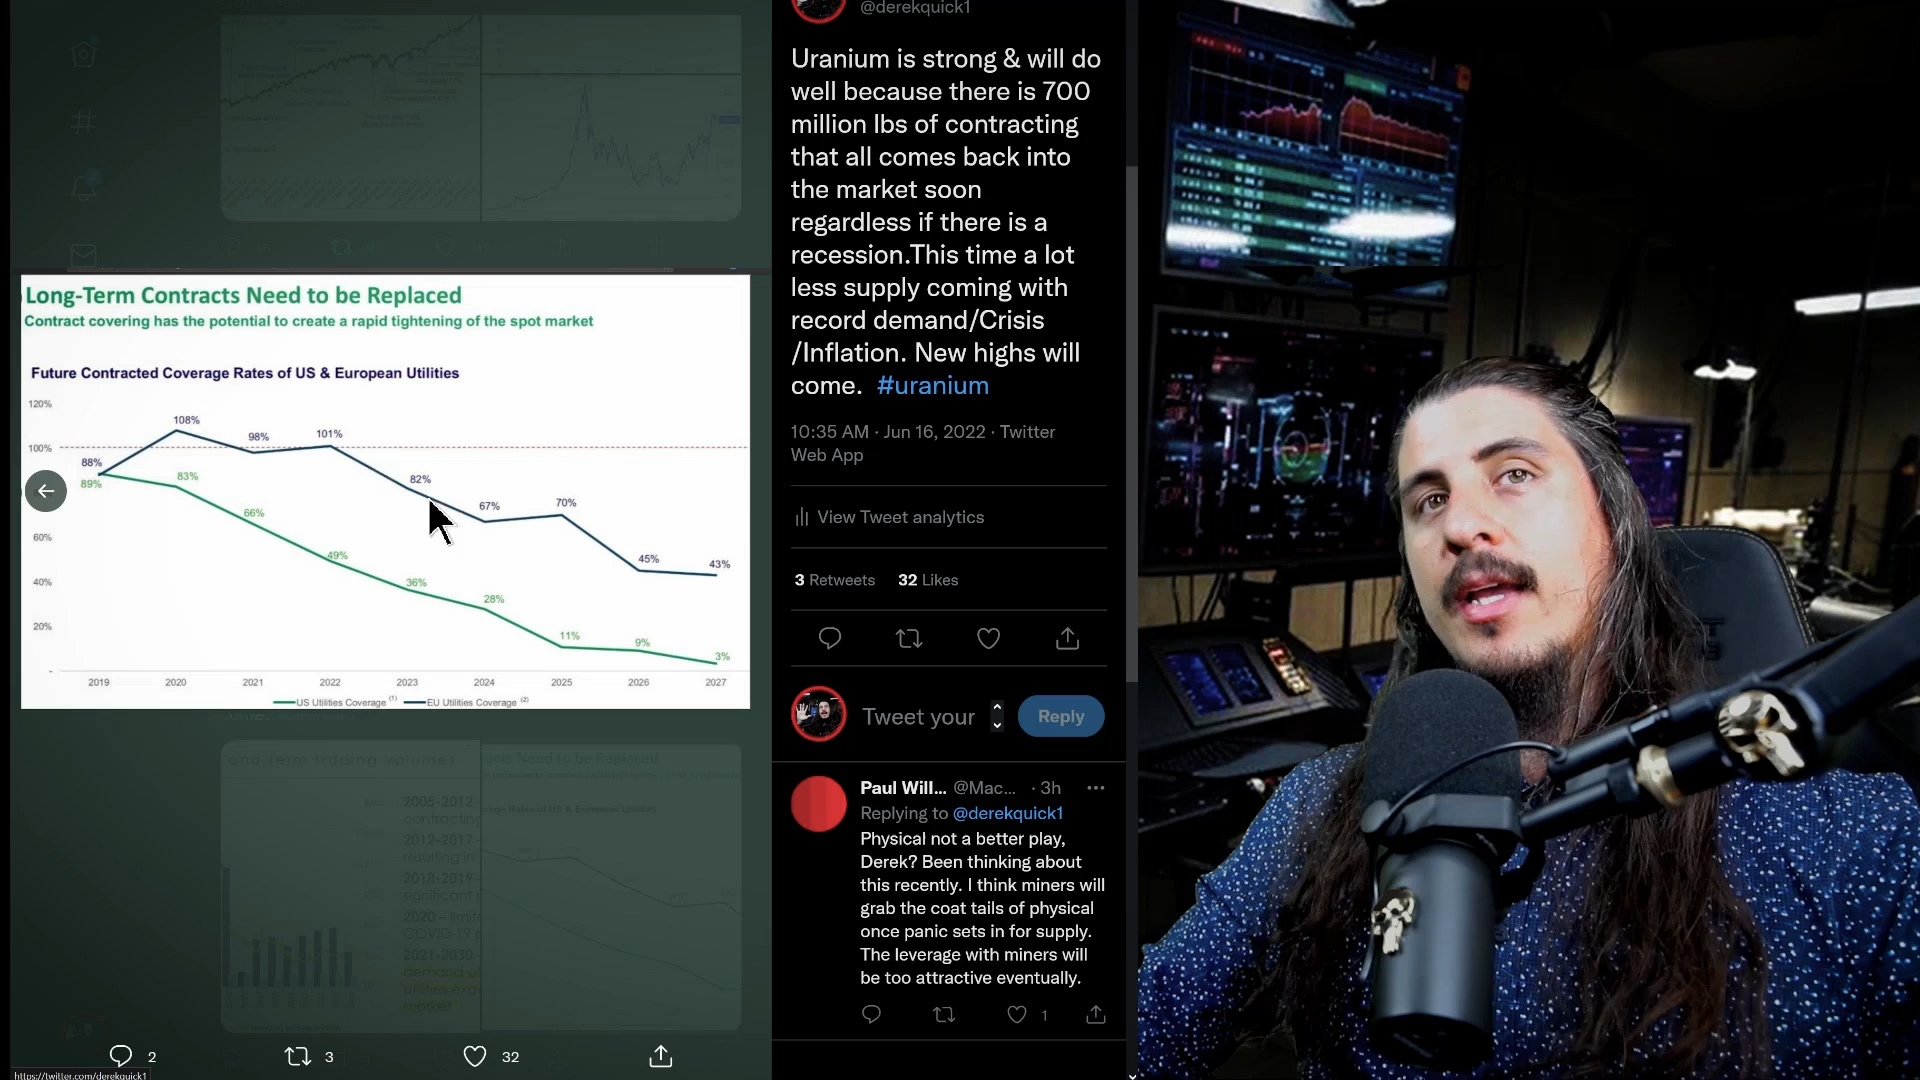 Long-Term Contracts Need to be Replaced
Contract covering has the potential to create a rapid tightening of the spot market
Future Contracted Coverage Rates of US & European Utilities
120%
100%
60%
40%
20%
-
88%
108%
98%
101%
82%
67%
70%
45%
43%
89%
83%
66%
49%
36%
28%
11%
9%
3%
2019 2020 2021 2022 2023 2024 2025 2026 2027
US Utilities Coverage (1) EU Utilities Coverage (2)
2 3 32
https://twitter.com/derekquick1
@derekquick1
Uranium is strong & will do
well because there is 700
million lbs of contracting
that all comes back into
the market soon
regardless if there is a
recession.This time a lot
less supply coming with
record demand/Crisis
/Inflation. New highs will
come. #uranium
10:35 AM · Jun 16, 2022 · Twitter
Web App
View Tweet analytics
3 Retweets 32 Likes
Tweet your
Reply
Paul Will... @Mac... · 3h
Replying to @derekquick1
Physical not a better play,
Derek? Been thinking about
this recently. I think miners will
grab the coat tails of physical
once panic sets in for supply.
The leverage with miners will
be too attractive eventually.
1